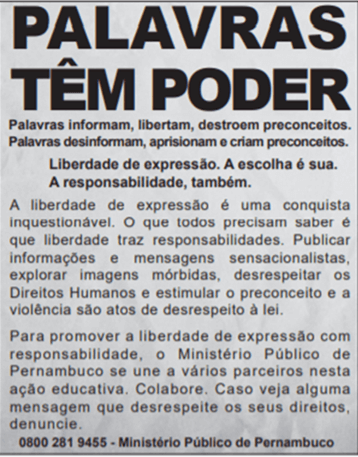 PALAVRAS
TÊM PODER
Palavras informam, libertam, destroem preconceitos.
Palavras desinformam, aprisionam e criam preconceitos.
Liberdade de expressão. A escolha é sua.
A responsabilidade, também.
A liberdade de expressão é uma conquista
inquestionável. O que todos precisam saber é
que liberdade traz responsabilidades. Publicar
informações e mensagens sensacionalistas,
explorar imagens mórbidas, desrespeitar os
Direitos Humanos e estimular o preconceito e a
violência são atos de desrespeito à lei.
Para promover a liberdade de expressão com
responsabilidade, o Ministério Público de
Pernambuco se une a vários parceiros nesta
ação educativa. Colabore. Caso veja alguma
mensagem que desrespeite os seus direitos,
denuncie.
0800 281 9455 - Ministério Público de Pernambuco